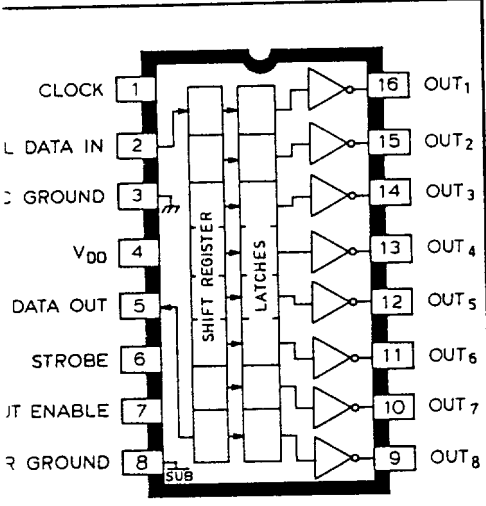 CLOCK 1 16 OUT1
L DATA IN 2 15 OUT2
C GROUND 3 14 OUT3
VDD 4 13 OUT4
DATA OUT 5 12 OUT5
STROBE 6 11 OUT6
UT ENABLE 7 10 OUT7
R GROUND 8 9 OUT8
SHIFT REGISTER
LATCHES
SUB